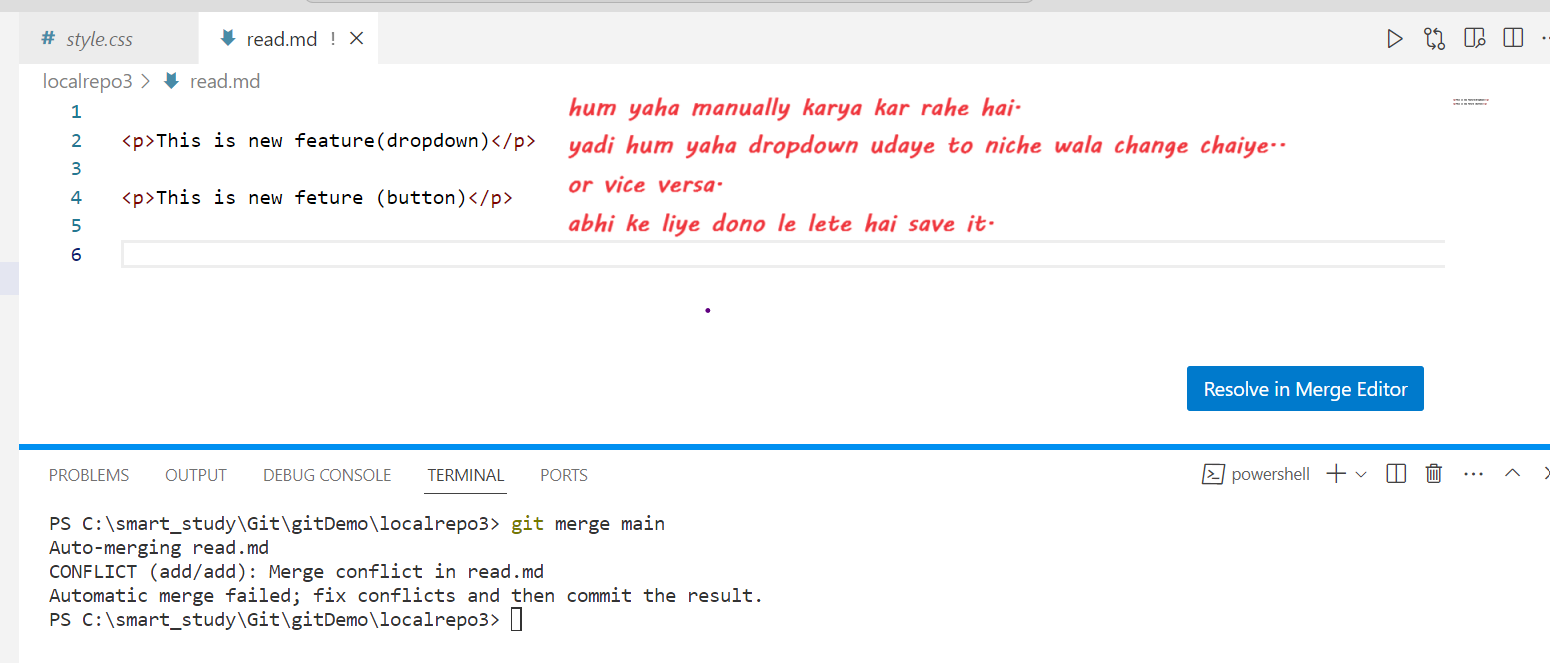 # style.css read.md !
localrepo3 > read.md
1
2 <p>This is new feature(dropdown)</p>
3
4 <p>This is new feture (button)</p>
5
6
hum yaha manually karya kar rahe hai.
yadi hum yaha dropdown udaye to niche wala change chaiye..
or vice versa.
abhi ke liye dono le lete hai save it.
Resolve in Merge Editor
PROBLEMS OUTPUT DEBUG CONSOLE TERMINAL PORTS powershell
PS C:\smart_study\Git\gitDemo\localrepo3> git merge main
Auto-merging read.md
CONFLICT (add/add): Merge conflict in read.md
Automatic merge failed; fix conflicts and then commit the result.
PS C:\smart_study\Git\gitDemo\localrepo3>